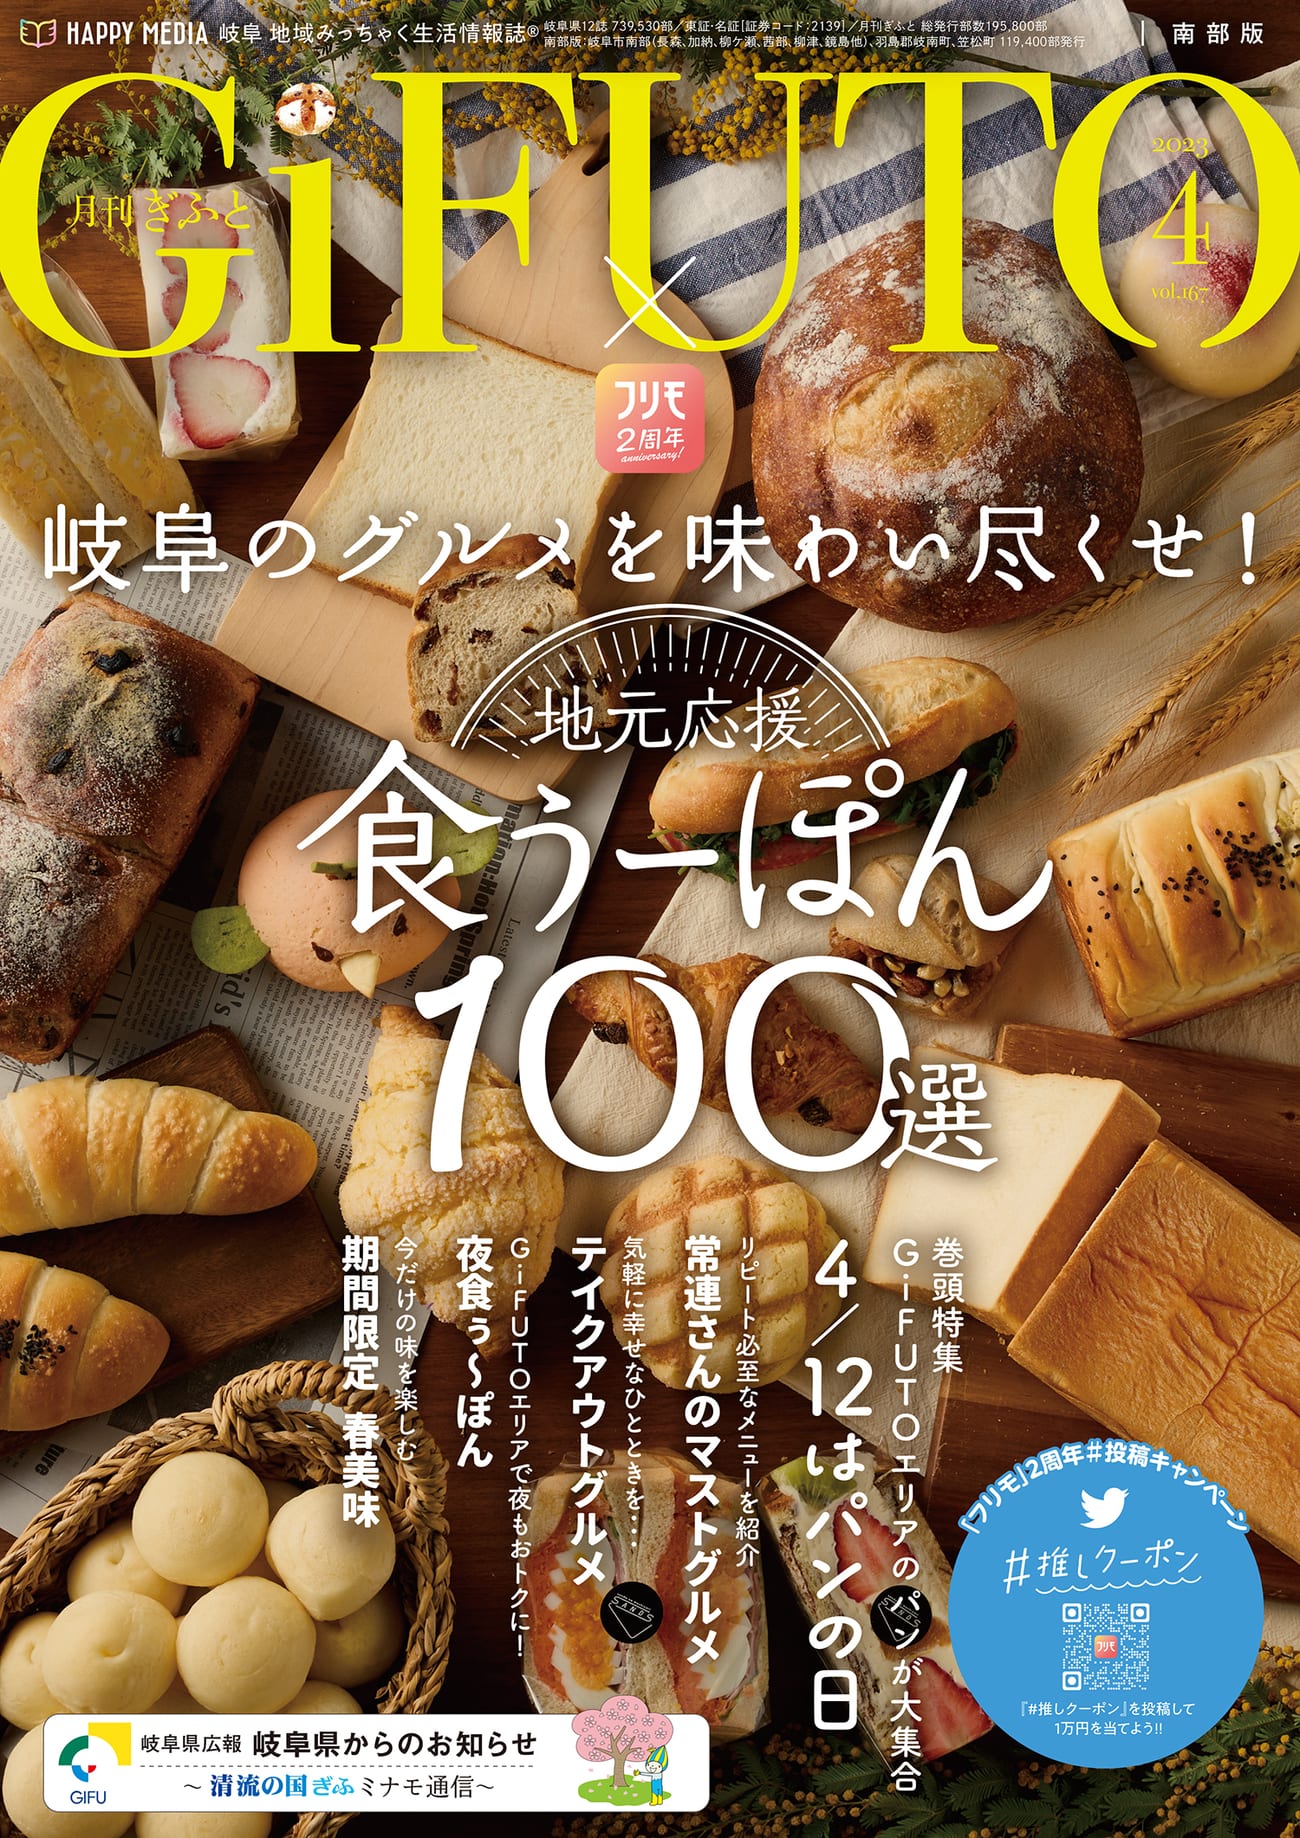 HAPPY MEDIA 岐阜 地域みっちゃく生活情報誌®
岐阜県12誌 739,530部／東証・名証[証券コード:2139]／月刊ぎふと 総発行部数195,800部
南部版：岐阜市南部(長森、加納、柳ケ瀬、茜部、柳津、鏡島他)、羽島郡岐南町、笠松町 119,400部発行
南部版
GiFUTO
月刊ぎふと
2023
4
vol.167
×
フリモ
2周年
anniversary!
岐阜のグルメを味わい尽くせ！
地元応援
食うーぽん
100選
巻頭特集
GiFUTOエリアのパンが大集合
4/12はパンの日
リピート必至なメニューを紹介
常連さんのマストグルメ
気軽に幸せなひとときを…
テイクアウトグルメ
GiFUTOエリアで夜もおトクに！
夜食ぅ〜ぽん
今だけの味を楽しむ
期間限定 春美味
SANDS
SANDS
「フリモ」2周年#投稿キャンペーン
#推しクーポン
フリモ
『#推しクーポン』を投稿して
1万円を当てよう!!
GIFU
岐阜県広報 岐阜県からのお知らせ
〜清流の国ぎふ ミナモ通信〜